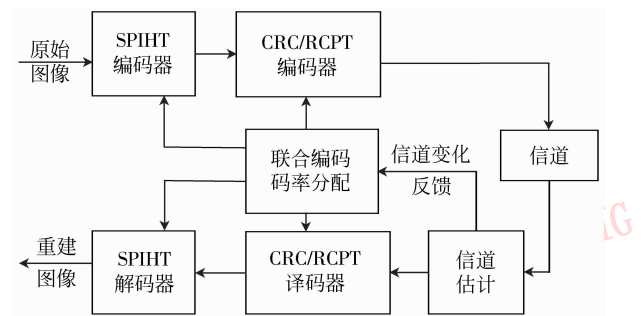 原始
图像
SPIHT
编码器
CRC/RCPT
编码器
联合编码
码率分配
信道变化
反馈
信道
重建
图像
SPIHT
解码器
CRC/RCPT
译码器
信道
估计